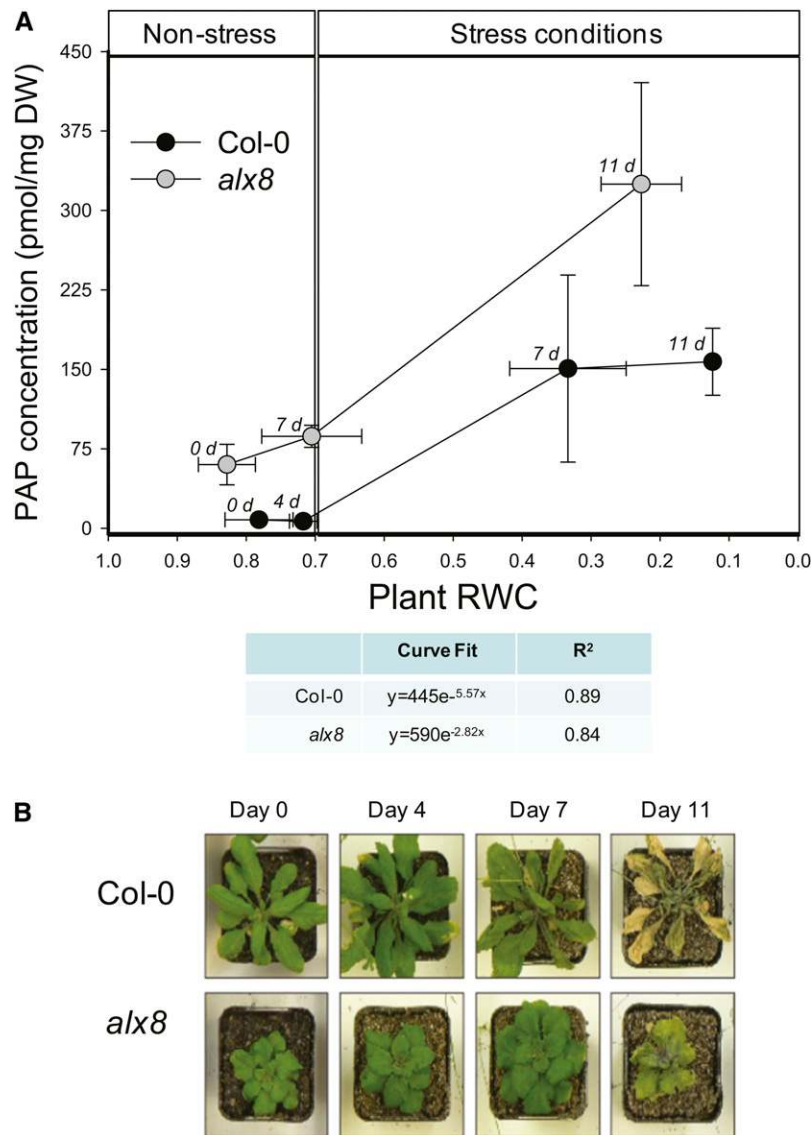 A
Non-stress Stress conditions
450
375
300
225
150
75
0
PAP concentration (pmol/mg DW)
Col-0
alx8
11 d
7 d
11 d
0 d
7 d
0 d
4 d
1.0 0.9 0.8 0.7 0.6 0.5 0.4 0.3 0.2 0.1 0.0
Plant RWC
Curve Fit R²
Col-0 y=445e-⁵·⁵⁷ˣ 0.89
alx8 y=590e⁻²·⁸²ˣ 0.84
B
Day 0 Day 4 Day 7 Day 11
Col-0
alx8